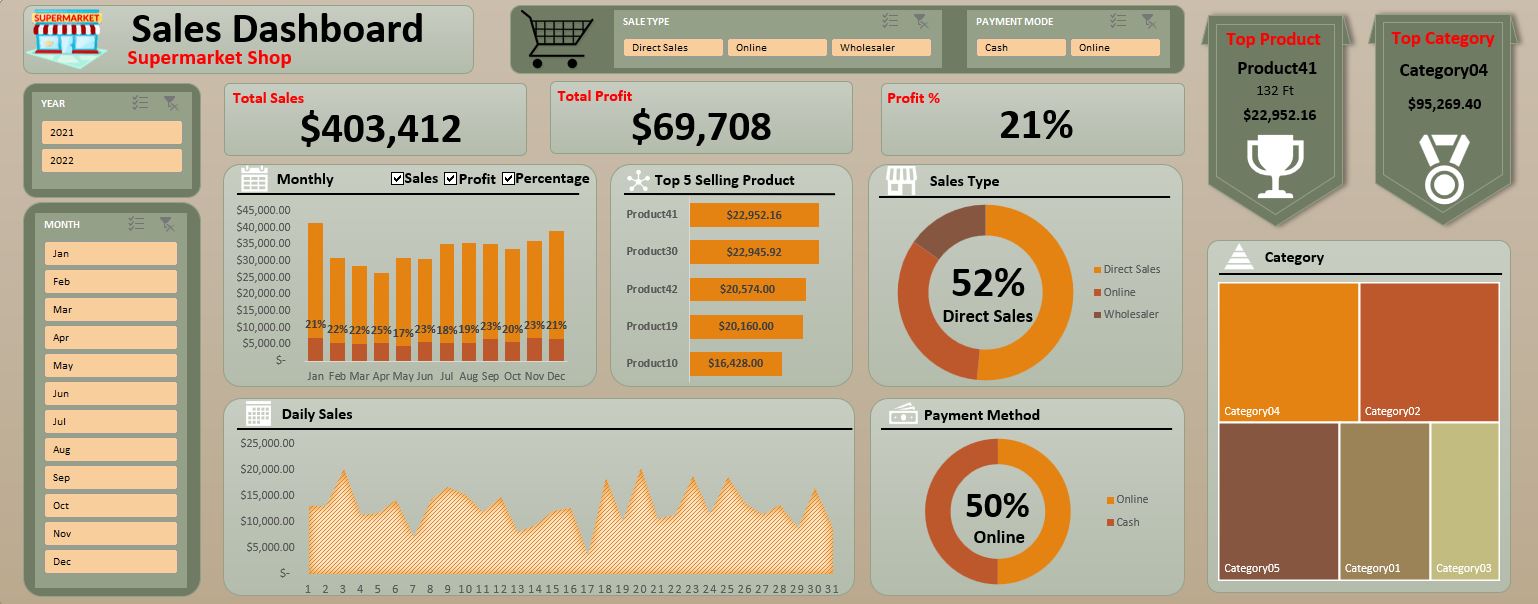 SUPERMARKET
Sales Dashboard
Supermarket Shop
SALE TYPE
Direct Sales
Online
Wholesaler
PAYMENT MODE
Cash
Online
Top Product
Product41
132 Ft
$22,952.16
Top Category
Category04
$95,269.40
YEAR
2021
2022
Total Sales
$403,412
Total Profit
$69,708
Profit %
21%
MONTH
Jan
Feb
Mar
Apr
May
Jun
Jul
Aug
Sep
Oct
Nov
Dec
Monthly
Sales Profit Percentage
$45,000.00
$40,000.00
$35,000.00
$30,000.00
$25,000.00
$20,000.00
$15,000.00
$10,000.00
$5,000.00
$-
21% 22% 22% 25% 17% 23% 18% 19% 23% 20% 23% 21%
Jan Feb Mar Apr May Jun Jul Aug Sep Oct Nov Dec
Top 5 Selling Product
Product41 $22,952.16
Product30 $22,945.92
Product42 $20,574.00
Product19 $20,160.00
Product10 $16,428.00
Sales Type
52%
Direct Sales
Direct Sales
Online
Wholesaler
Category
Category04
Category02
Category05
Category01
Category03
Daily Sales
$25,000.00
$20,000.00
$15,000.00
$10,000.00
$5,000.00
$-
1 2 3 4 5 6 7 8 9 10 11 12 13 14 15 16 17 18 19 20 21 22 23 24 25 26 27 28 29 30 31
Payment Method
50%
Online
Online
Cash